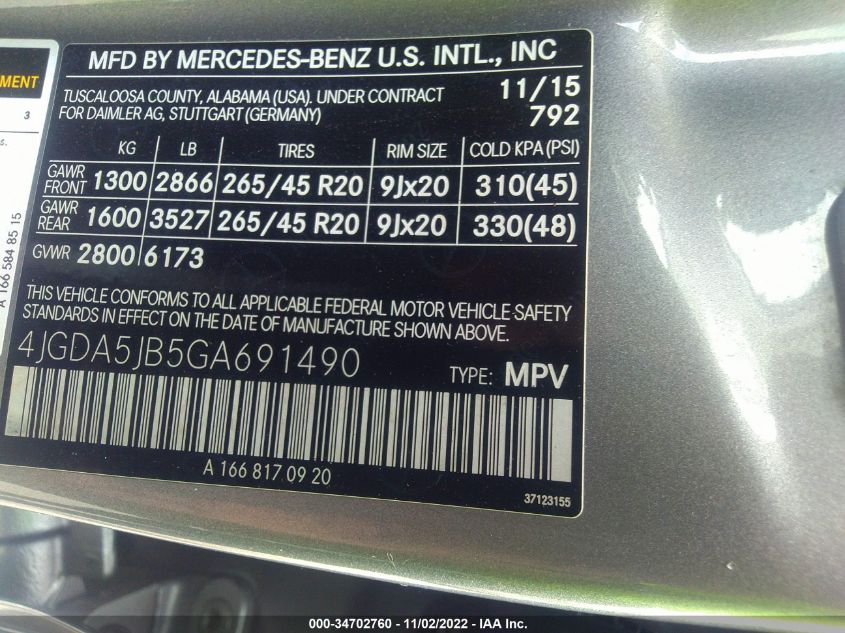 MENT
3
s.
A 166 584 85 15
MFD BY MERCEDES-BENZ U.S. INTL., INC
TUSCALOOSA COUNTY, ALABAMA (USA). UNDER CONTRACT 11/15
FOR DAIMLER AG, STUTTGART (GERMANY) 792
KG LB TIRES RIM SIZE COLD KPA (PSI)
GAWR FRONT 1300 2866 265/45 R20 9Jx20 310(45)
GAWR REAR 1600 3527 265/45 R20 9Jx20 330(48)
GVWR 2800 6173
THIS VEHICLE CONFORMS TO ALL APPLICABLE FEDERAL MOTOR VEHICLE SAFETY
STANDARDS IN EFFECT ON THE DATE OF MANUFACTURE SHOWN ABOVE.
4JGDA5JB5GA691490
TYPE: MPV
A 166 817 09 20
37123155
000-34702760 - 11/02/2022 - IAA Inc.